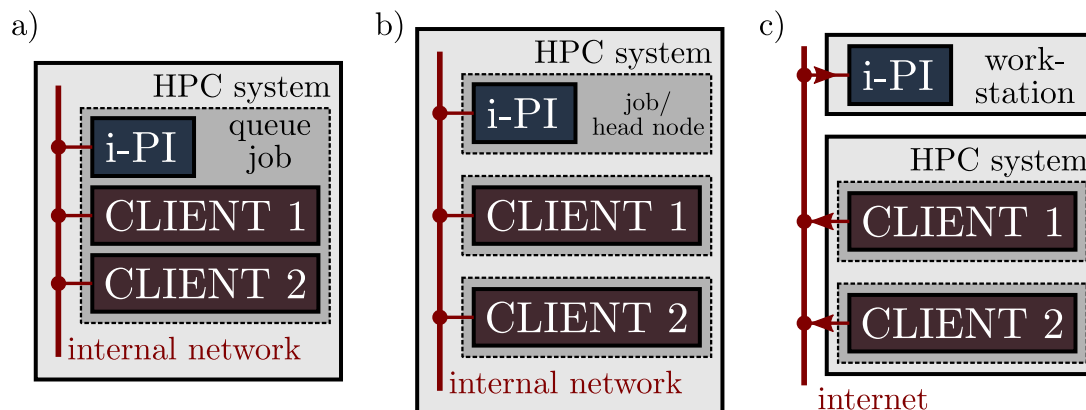 a)
HPC system
queue
job
i-PI
CLIENT 1
CLIENT 2
internal network
b)
HPC system
i-PI
job/
head node
CLIENT 1
CLIENT 2
internal network
c)
i-PI
work-
station
HPC system
CLIENT 1
CLIENT 2
internet